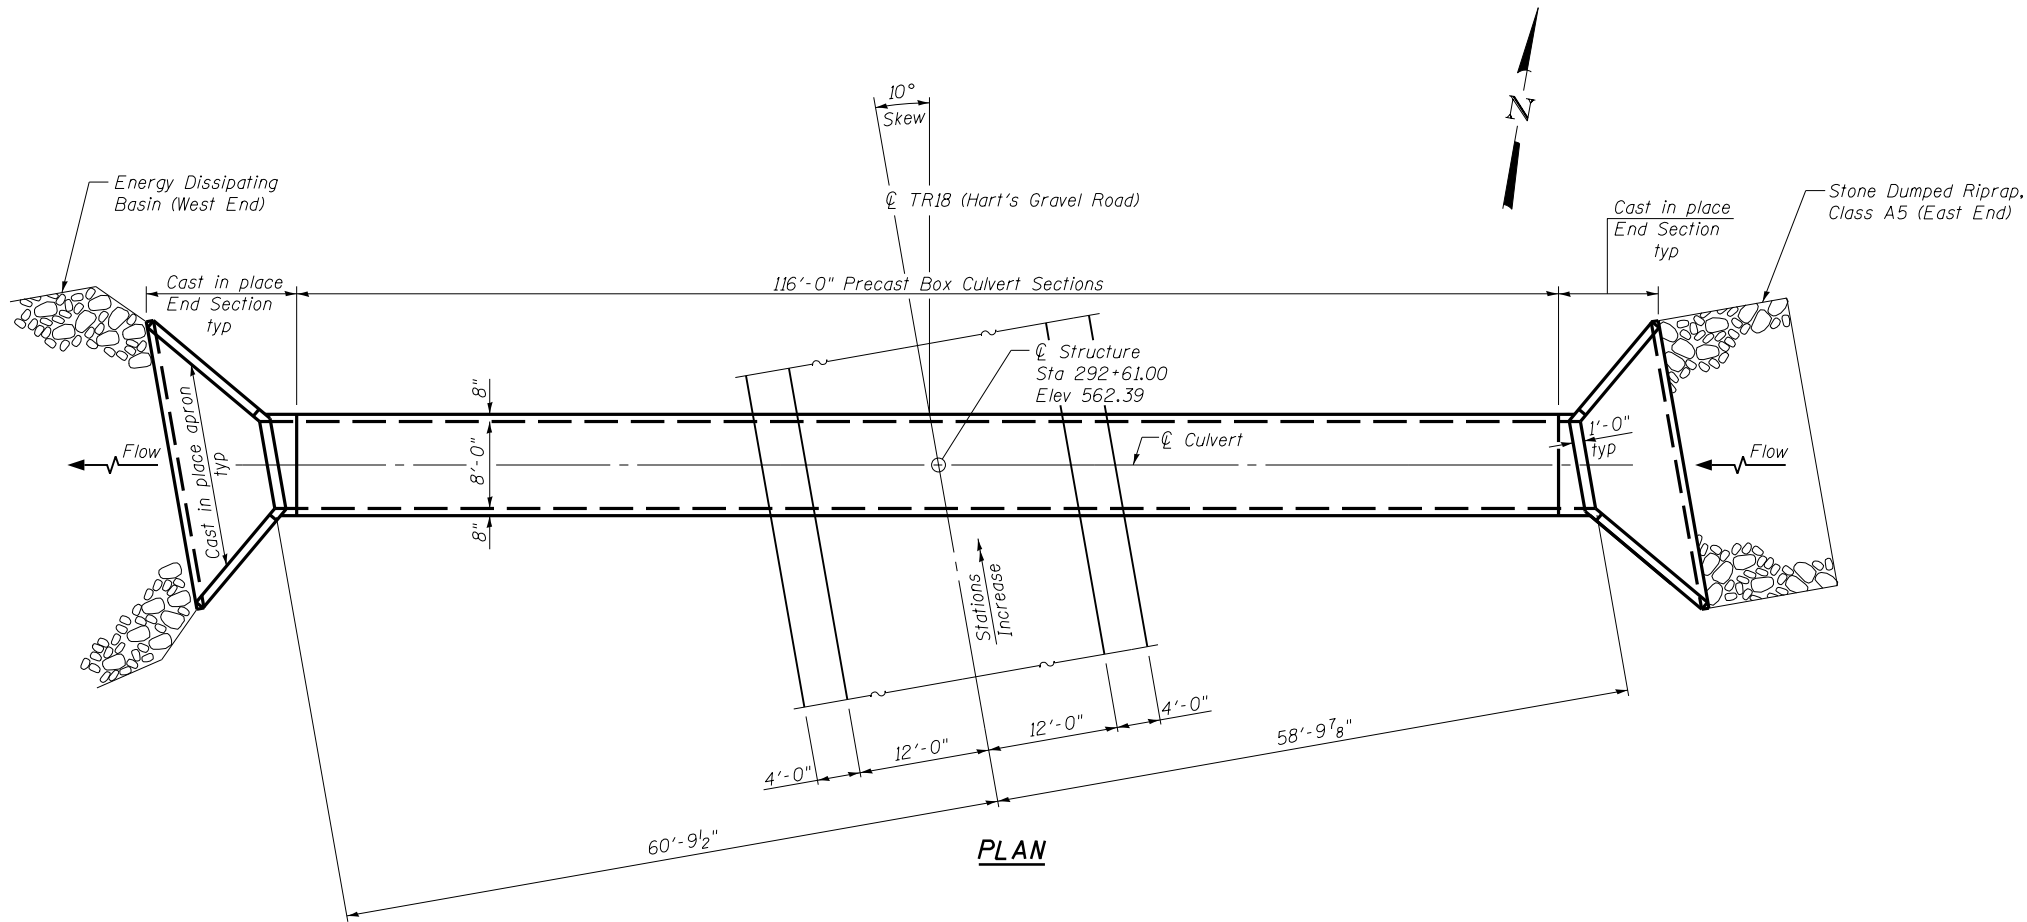 10°
Skew
N
Energy Dissipating
Basin (West End)
℄ TR18 (Hart's Gravel Road)
Stone Dumped Riprap,
Class A5 (East End)
Cast in place
End Section
typ
Cast in place
End Section
typ
116'-0" Precast Box Culvert Sections
℄ Structure
Sta 292+61.00
Elev 562.39
8"
8'-0"
8"
℄ Culvert
1'-0"
typ
Flow
Flow
Cast in place apron
typ
Stations
Increase
4'-0"
12'-0"
12'-0"
4'-0"
60'-9½"
58'-9⅞"
PLAN